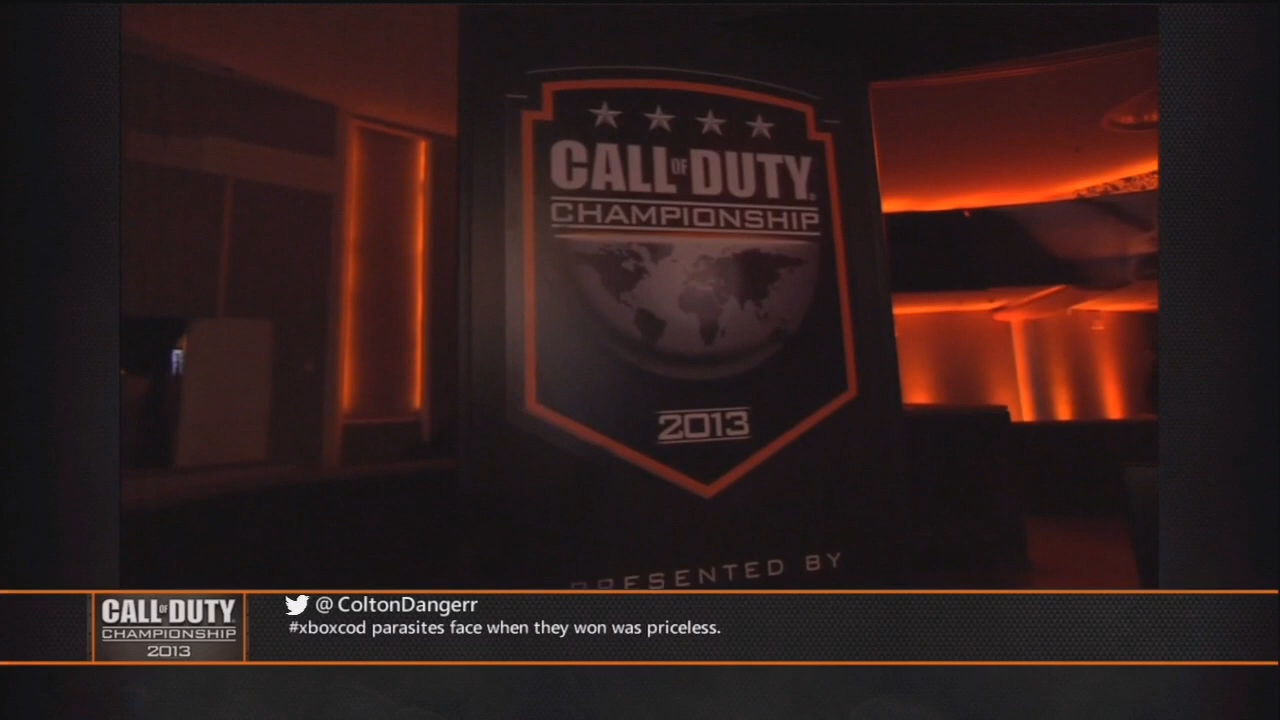 CALL OF DUTY
CHAMPIONSHIP
2013
PRESENTED BY
CALL OF DUTY
CHAMPIONSHIP
2013
@ ColtonDangerr
#xboxcod parasites face when they won was priceless.